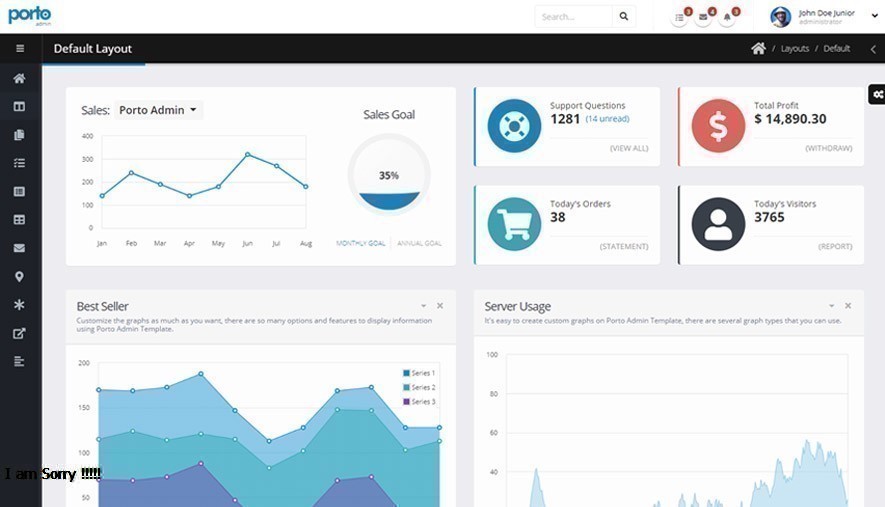 porto
admin
Search...
3
4
3
John Doe Junior
administrator
Default Layout
/ Layouts / Default
Sales: Porto Admin
400
300
200
100
0
Jan Feb Mar Apr May Jun Jul Aug
Sales Goal
35%
MONTHLY GOAL ANNUAL GOAL
Support Questions
1281 (14 unread)
(VIEW ALL)
Total Profit
$ 14,890.30
(WITHDRAW)
Today's Orders
38
(STATEMENT)
Today's Visitors
3765
(REPORT)
Best Seller
Customize the graphs as much as you want, there are so many options and features to display information
using Porto Admin Template.
200
150
100
50
Series 1
Series 2
Series 3
Server Usage
It's easy to create custom graphs on Porto Admin Template, there are several graph types that you can use.
100
80
60
40
I am Sorry !!!!!